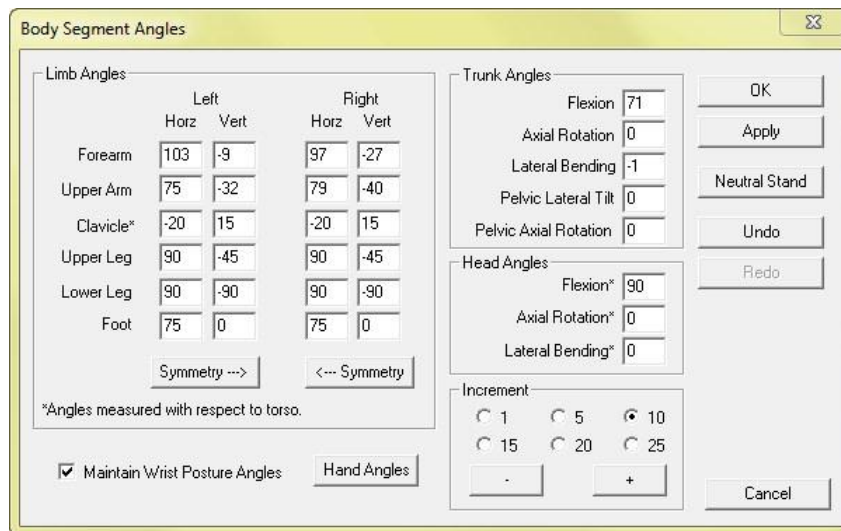 Body Segment Angles
Limb Angles
Left Right
Horz Vert Horz Vert
Forearm 103 -9 97 -27
Upper Arm 75 -32 79 -40
Clavicle* -20 15 -20 15
Upper Leg 90 -45 90 -45
Lower Leg 90 -90 90 -90
Foot 75 0 75 0
Symmetry ---> <--- Symmetry
*Angles measured with respect to torso.
Maintain Wrist Posture Angles Hand Angles
Trunk Angles
Flexion 71
Axial Rotation 0
Lateral Bending -1
Pelvic Lateral Tilt 0
Pelvic Axial Rotation 0
Head Angles
Flexion* 90
Axial Rotation* 0
Lateral Bending* 0
Increment
1 5 10
15 20 25
- +
OK
Apply
Neutral Stand
Undo
Redo
Cancel